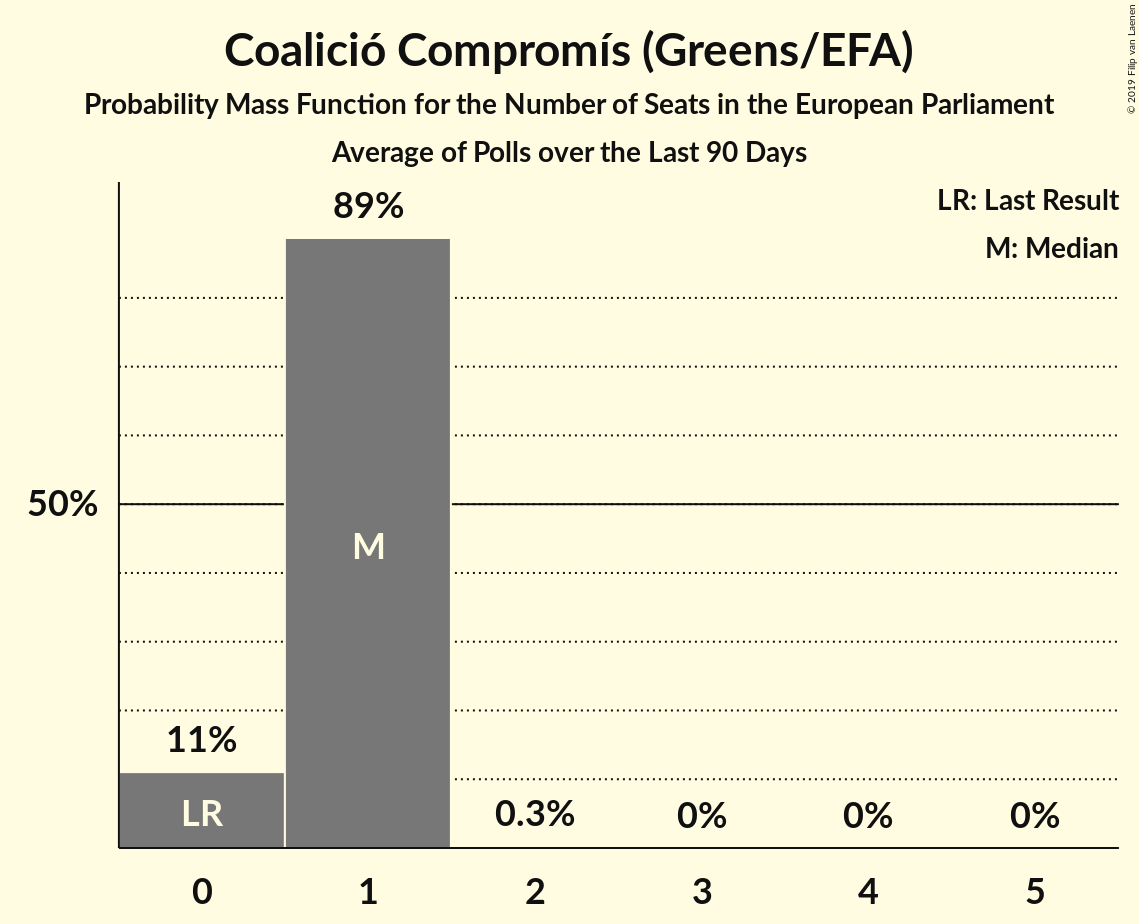 Coalició Compromís (Greens/EFA)
Probability Mass Function for the Number of Seats in the European Parliament
Average of Polls over the Last 90 Days
© 2019 Filip van Laenen
LR: Last Result
M: Median
89%
50%
M
11%
LR
0.3%
0%
0%
0%
0
1
2
3
4
5